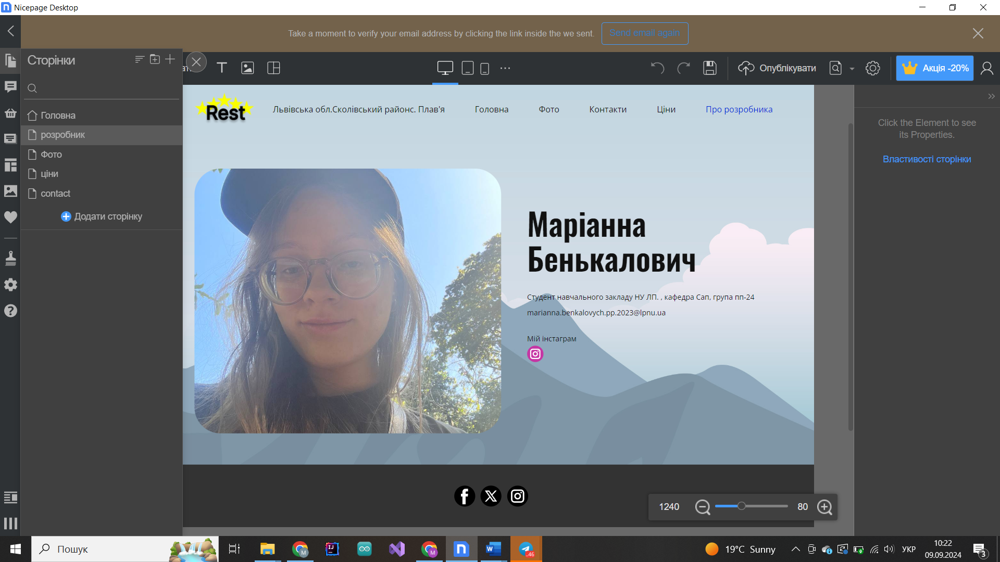 Nicepage Desktop
Take a moment to verify your email address by clicking the link inside the we sent.
Send email again
Сторінки
Опублікувати
Акція -20%
Rest
Львівська обл.Сколівський районс. Плав'я
Головна
Фото
Контакти
Ціни
Про розробника
Головна
розробник
Фото
ціни
contact
Додати сторінку
Click the Element to see
its Properties.
Властивості сторінки
Маріанна
Бенькалович
Студент навчального закладу НУ ЛП. , кафедра Сап, група пп-24
marianna.benkalovych.pp.2023@lpnu.ua
Мій інстаграм
1240
80
Пошук
19°C Sunny
УКР
10:22
09.09.2024
3